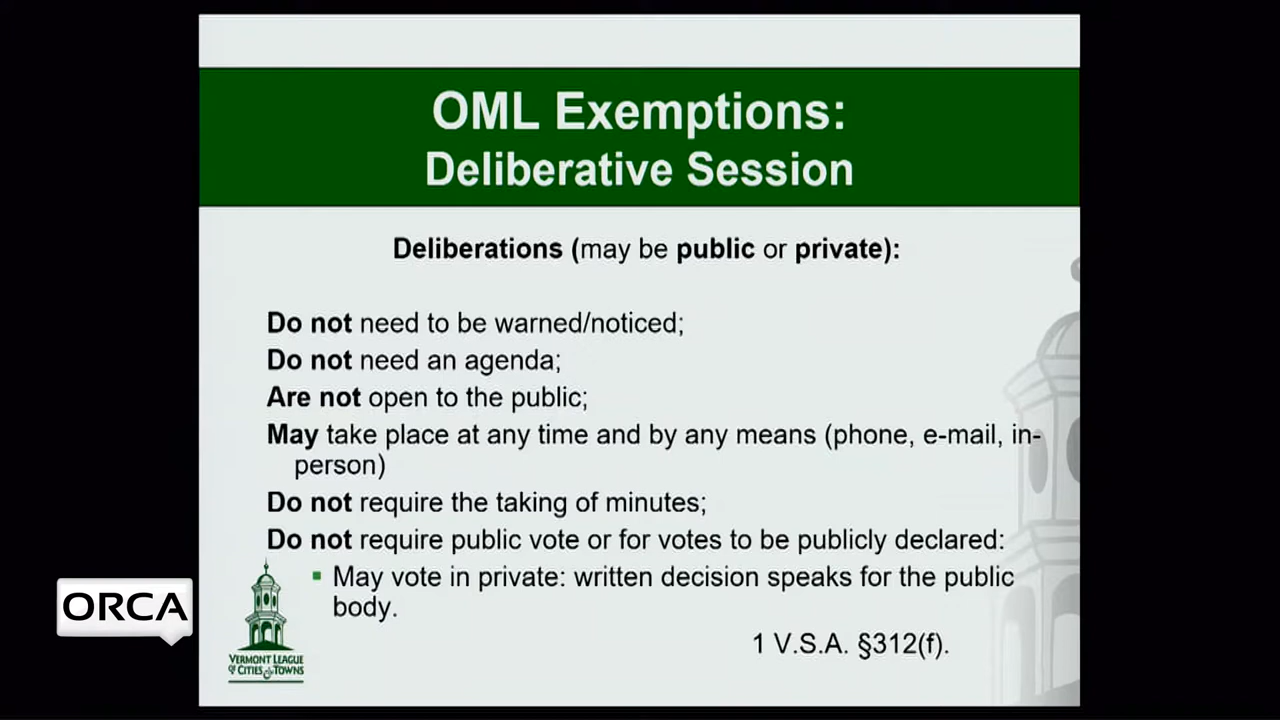 OML Exemptions:
Deliberative Session
Deliberations (may be public or private):
Do not need to be warned/noticed;
Do not need an agenda;
Are not open to the public;
May take place at any time and by any means (phone, e-mail, in-
person)
Do not require the taking of minutes;
Do not require public vote or for votes to be publicly declared:
▪ May vote in private: written decision speaks for the public
body.
1 V.S.A. §312(f).
ORCA
VERMONT LEAGUE
OF CITIES & TOWNS